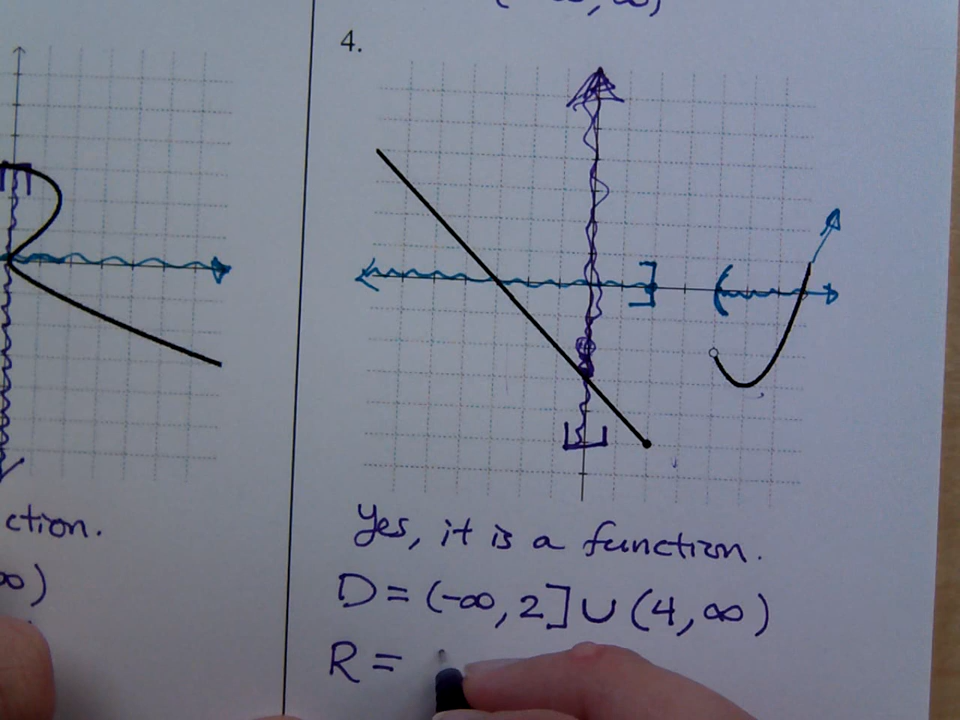 4.
ction.
∞)
Yes, it is a function.
D = (-∞, 2] ∪ (4, ∞)
R =